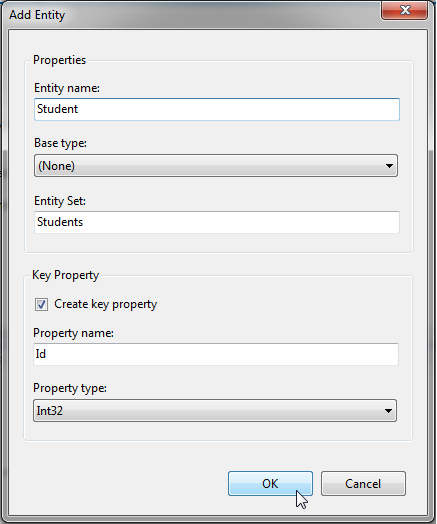 Add Entity
Properties
Entity name:
Student
Base type:
(None)
Entity Set:
Students
Key Property
Create key property
Property name:
Id
Property type:
Int32
OK Cancel